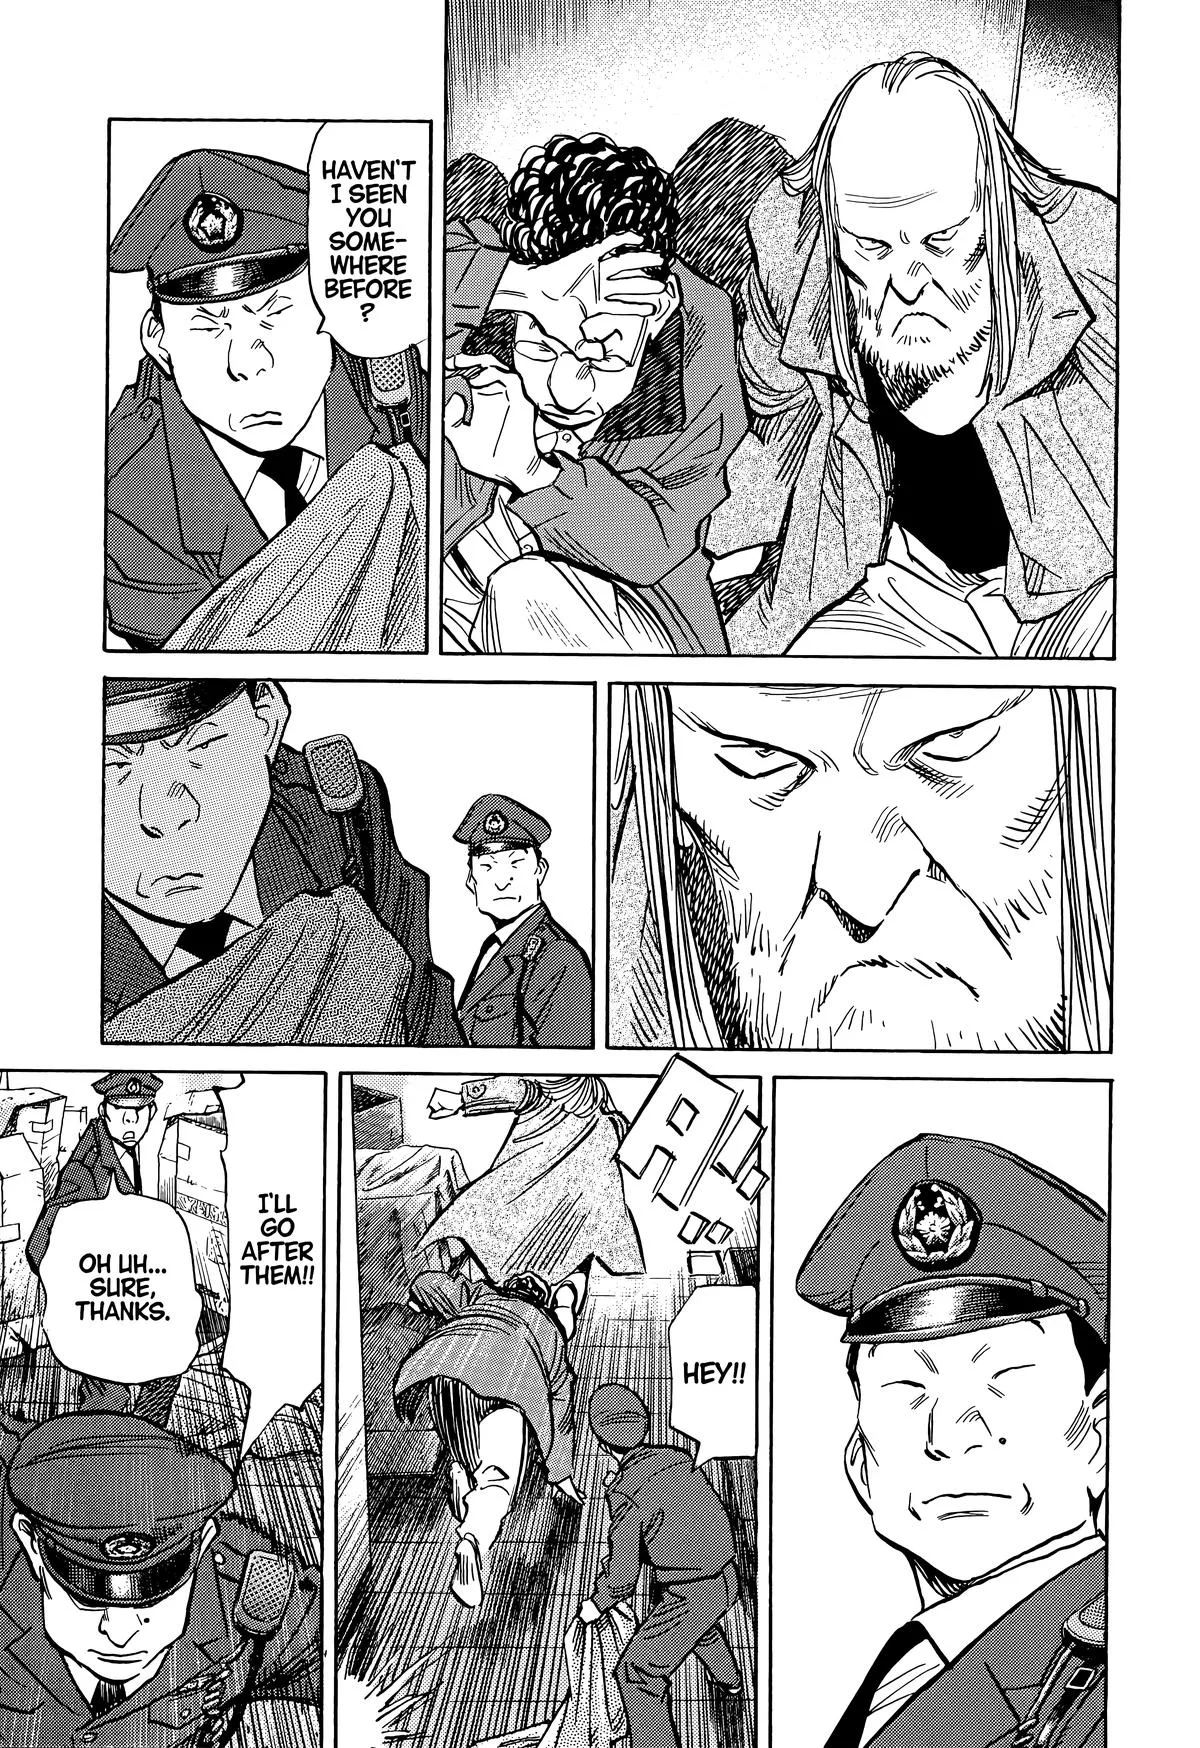 HAVEN'T
I SEEN
YOU
SOME-
WHERE
BEFORE
?
HEY!!
I'LL
GO
AFTER
THEM!!
OH UH...
SURE,
THANKS.